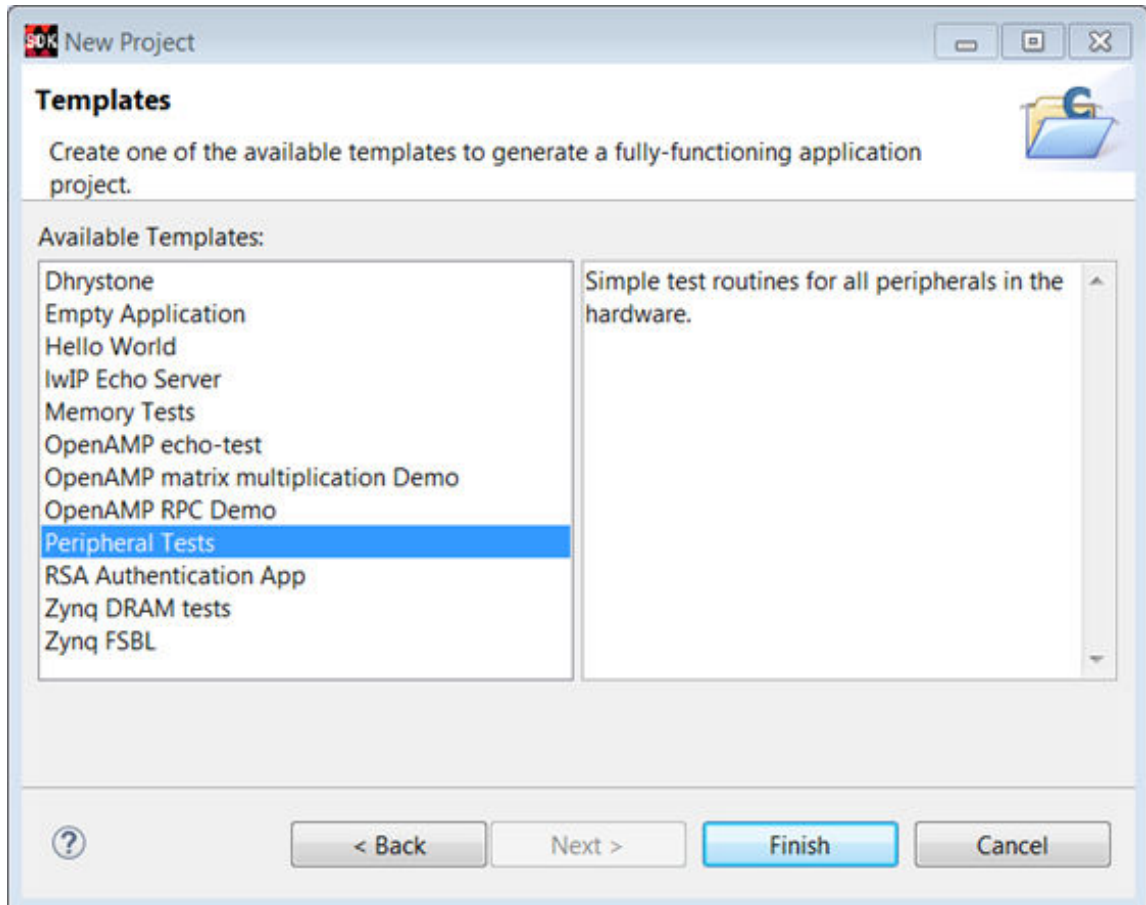 SDK New Project
Templates
Create one of the available templates to generate a fully-functioning application
project.
Available Templates:
Dhrystone
Empty Application
Hello World
lwIP Echo Server
Memory Tests
OpenAMP echo-test
OpenAMP matrix multiplication Demo
OpenAMP RPC Demo
Peripheral Tests
RSA Authentication App
Zynq DRAM tests
Zynq FSBL
Simple test routines for all peripherals in the
hardware.
? < Back Next > Finish Cancel